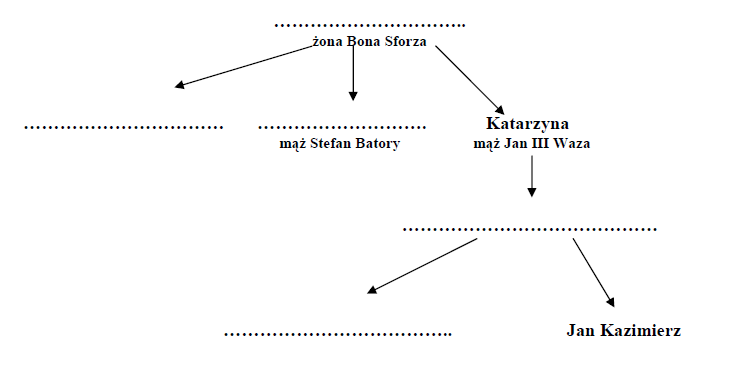 …………………………..
żona Bona Sforza
…………………………… ………………………. Katarzyna
mąż Stefan Batory mąż Jan III Waza
……………………………………
……………………………….. Jan Kazimierz